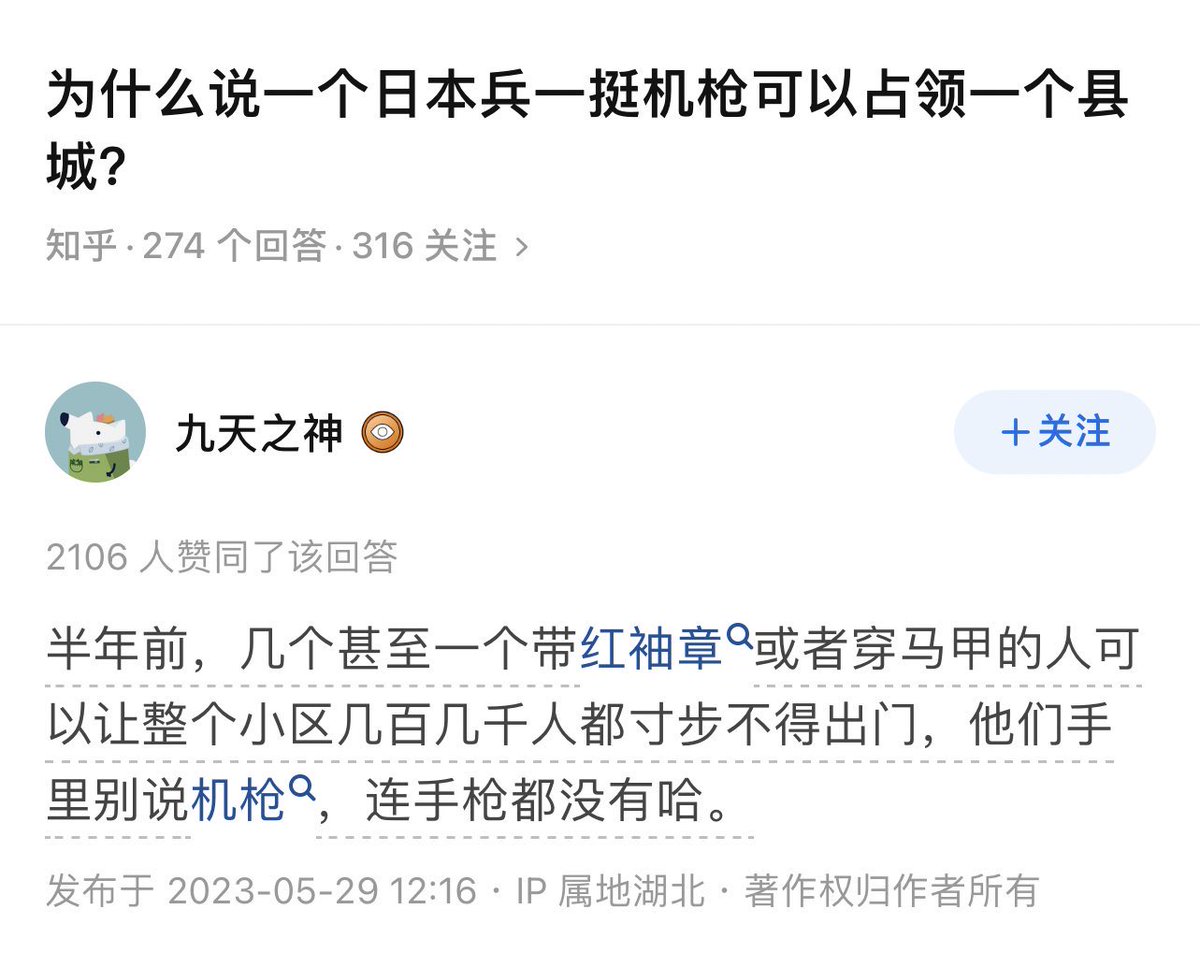 为什么说一个日本兵一挺机枪可以占领一个县
城?
知乎 · 274 个回答 · 316 关注 >
九天之神
+关注
2106 人赞同了该回答
半年前，几个甚至一个带红袖章或者穿马甲的人可
以让整个小区几百几千人都寸步不得出门，他们手
里别说机枪，连手枪都没有哈。
发布于 2023-05-29 12:16 · IP 属地湖北 · 著作权归作者所有